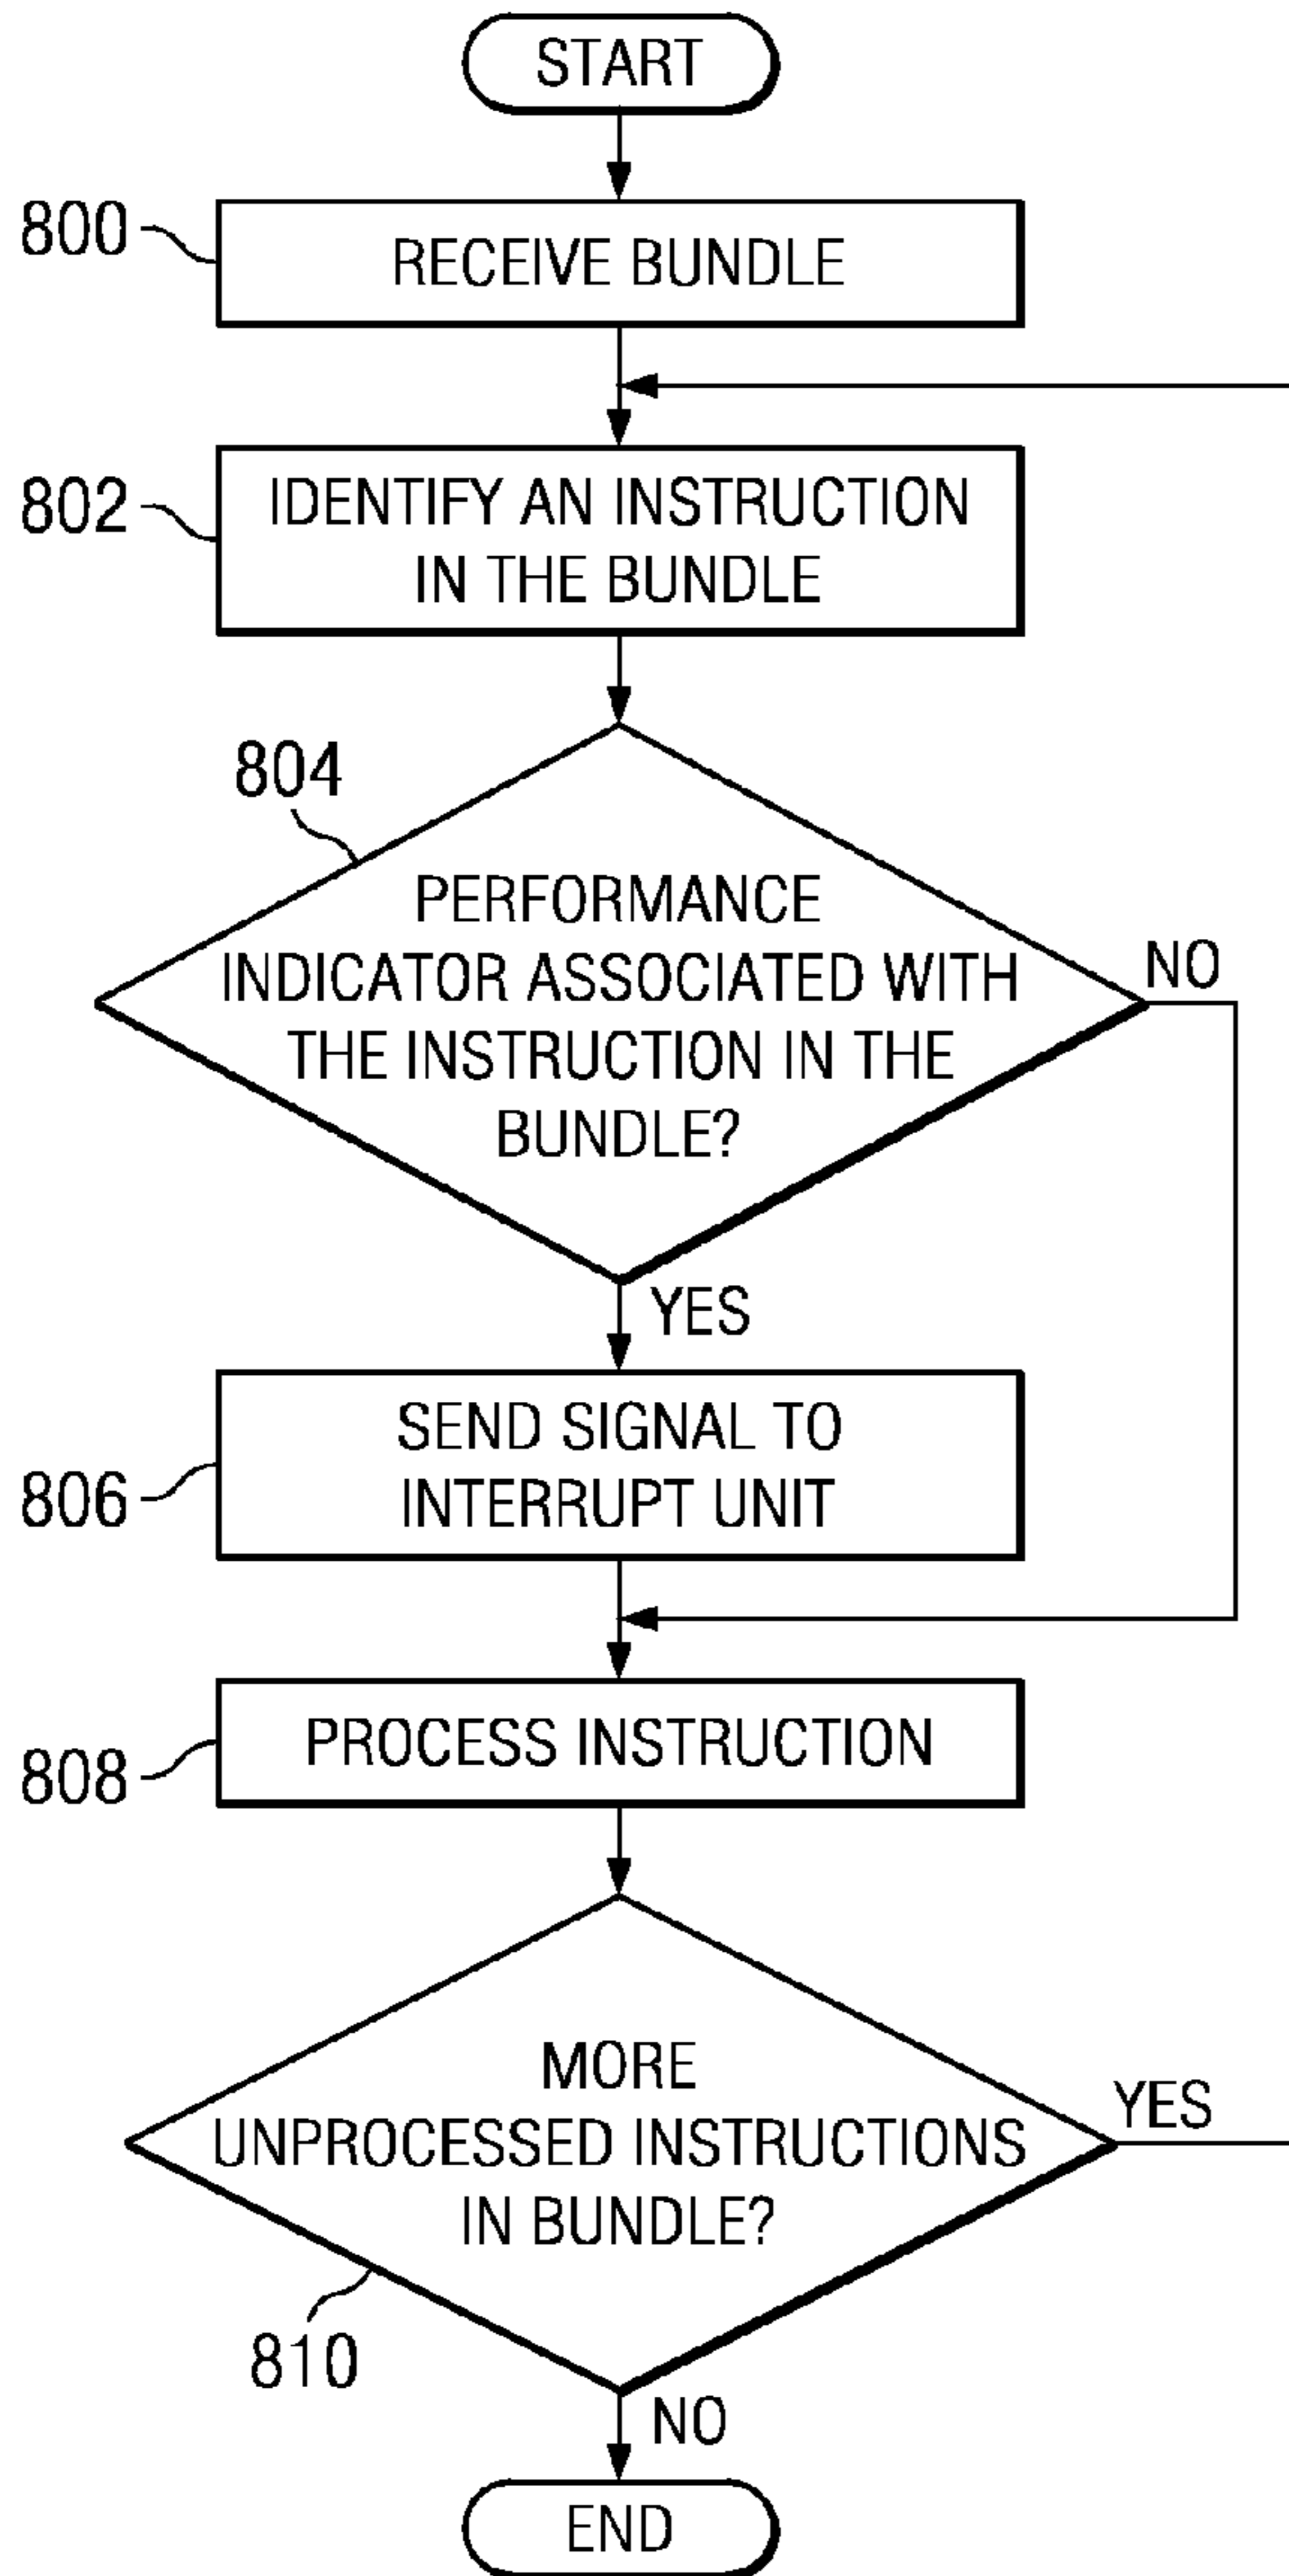 START
800
RECEIVE BUNDLE
802
IDENTIFY AN INSTRUCTION
IN THE BUNDLE
804
PERFORMANCE
INDICATOR ASSOCIATED WITH
THE INSTRUCTION IN THE
BUNDLE?
NO
YES
806
SEND SIGNAL TO
INTERRUPT UNIT
808
PROCESS INSTRUCTION
MORE
UNPROCESSED INSTRUCTIONS
IN BUNDLE?
YES
810
NO
END